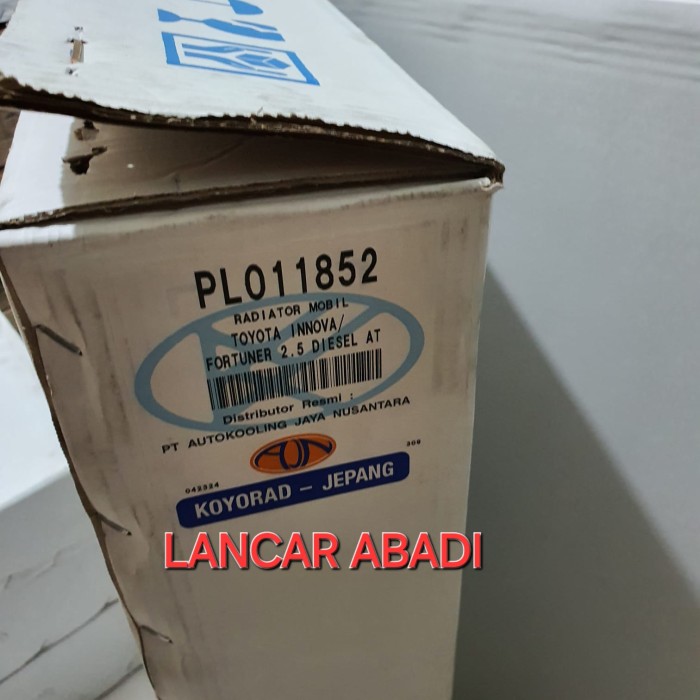 PL011852
RADIATOR MOBIL
TOYOTA INNOVA/
FORTUNER 2.5 DIESEL AT
Distributor Resmi :
PT AUTOKOOLING JAYA NUSANTARA
AJN
042324
309
KOYORAD - JEPANG
LANCAR ABADI